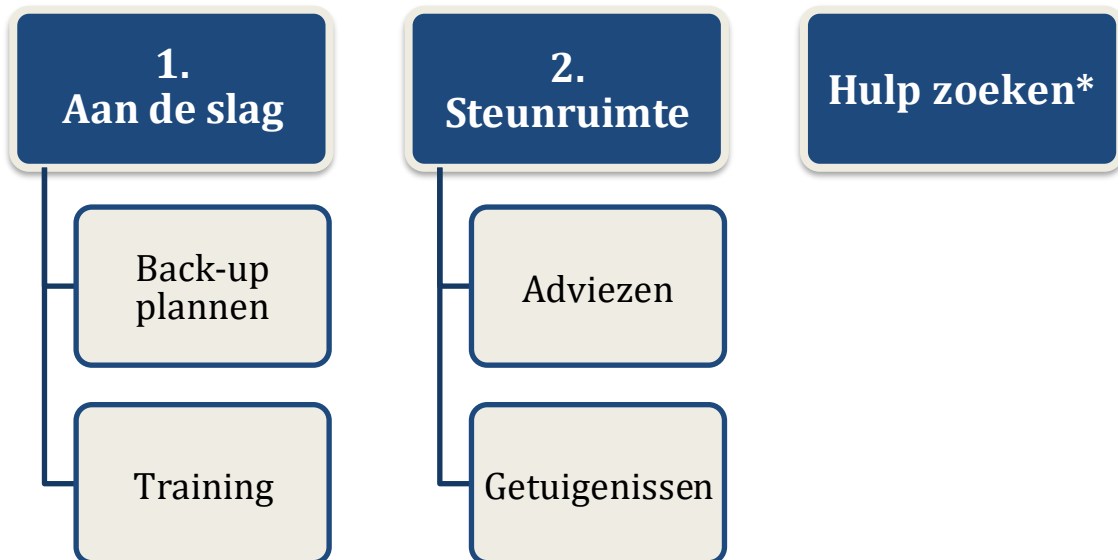 1.
Aan de slag
Back-up
plannen
Training
2.
Steunruimte
Adviezen
Getuigenissen
Hulp zoeken*